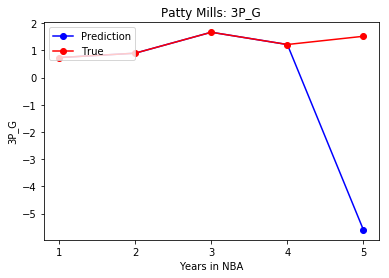 Patty Mills: 3P_G
Prediction
True
2
1
0
−1
−2
−3
−4
−5
3P_G
1 2 3 4 5
Years in NBA